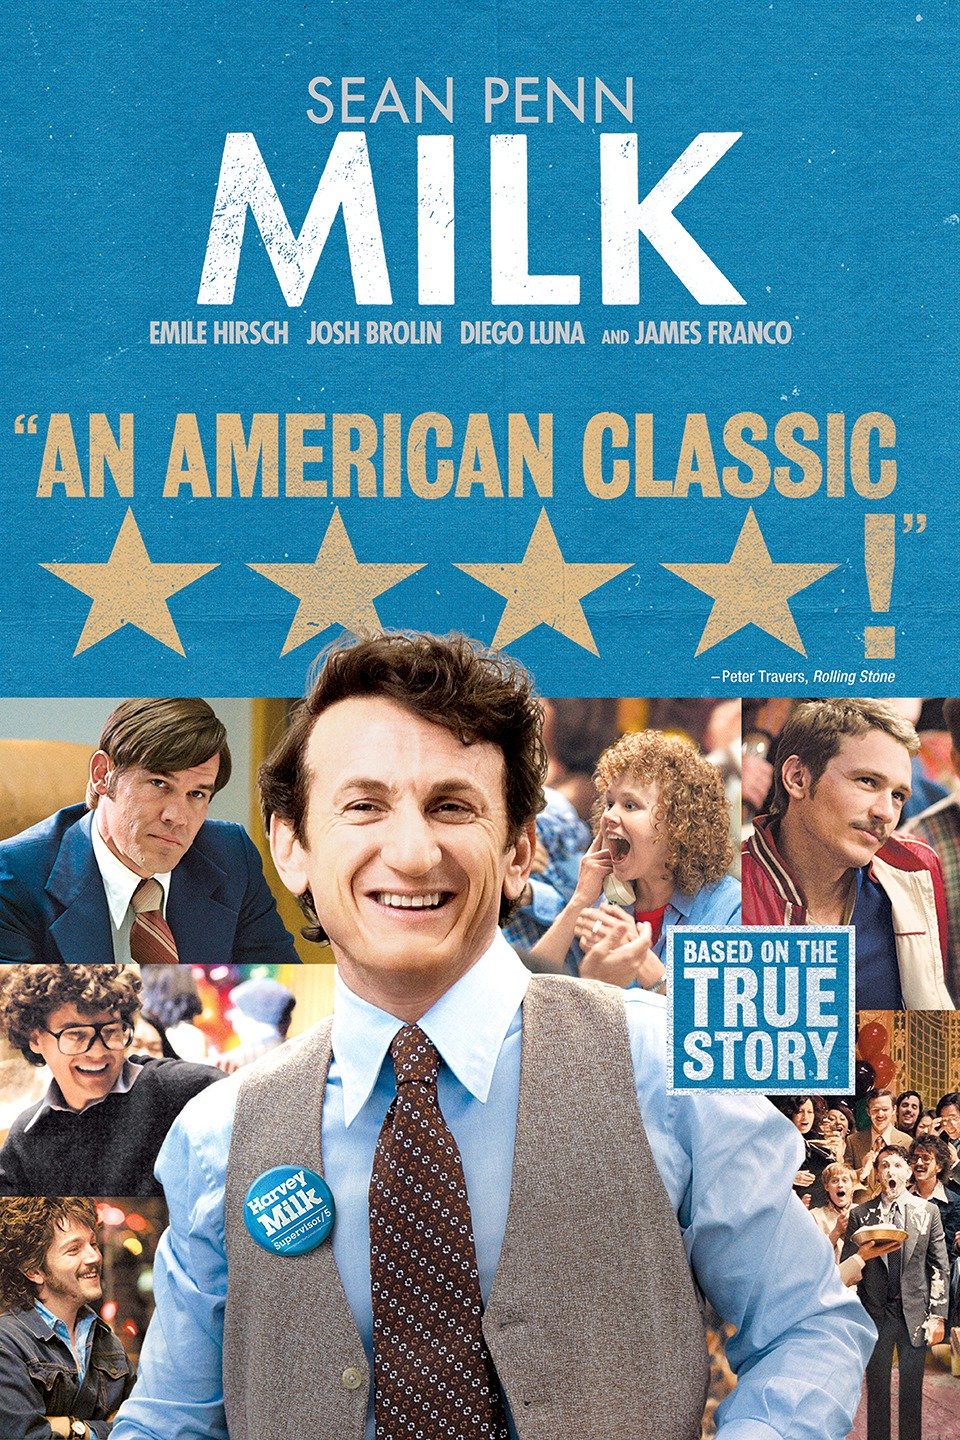 SEAN PENN
MILK
EMILE HIRSCH JOSH BROLIN DIEGO LUNA AND JAMES FRANCO
“AN AMERICAN CLASSIC
★★★★!”
–Peter Travers, Rolling Stone
BASED ON THE
TRUE
STORY
Harvey
Milk
Supervisor/5